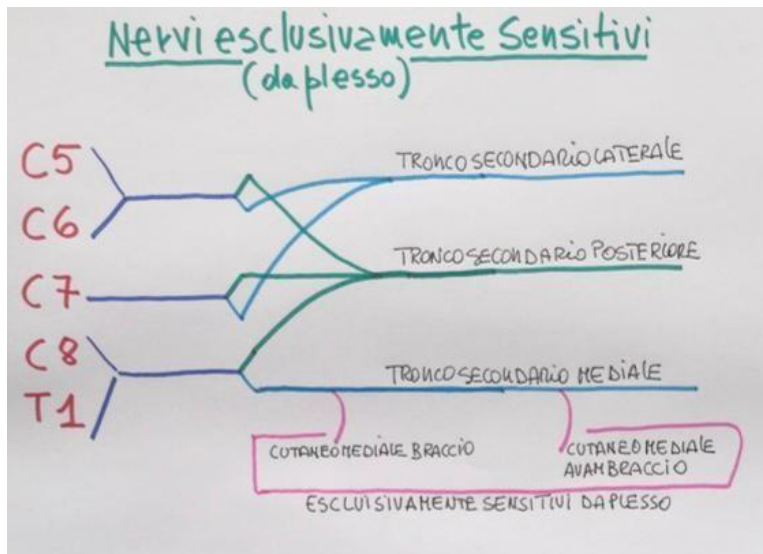 Nervi esclusivamente Sensitivi
(da plesso)
C5
TRONCO SECONDARIO LATERALE
C6
TRONCO SECONDARIO POSTERIORE
C7
C8
TRONCO SECONDARIO MEDIALE
T1
CUTANEO MEDIALE BRACCIO
CUTANEO MEDIALE
AVAMBRACCIO
ESCLUISIVAMENTE SENSITIVI DA PLESSO